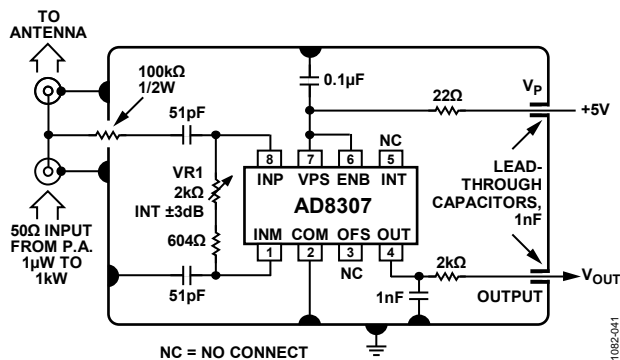 TO
ANTENNA
100kΩ
1/2W
51pF
0.1µF
22Ω
VP
+5V
NC
8
7
6
5
INP
VPS
ENB
INT
VR1
2kΩ
INT ±3dB
AD8307
LEAD-
THROUGH
CAPACITORS,
1nF
604Ω
INM
COM
OFS
OUT
1
2
3
4
50Ω INPUT
FROM P.A.
1µW TO
1kW
51pF
NC
2kΩ
1nF
OUTPUT
VOUT
NC = NO CONNECT
1082-041